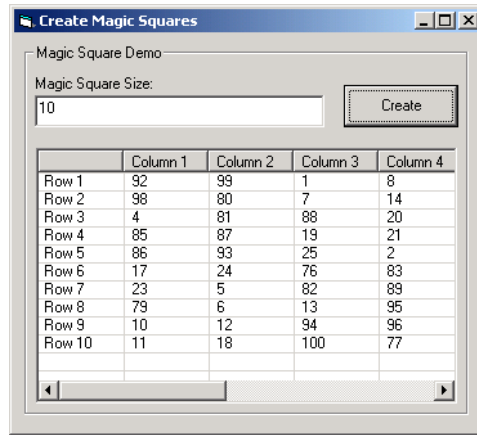 Create Magic Squares
Magic Square Demo
Magic Square Size:
10
Create
Column 1 Column 2 Column 3 Column 4
Row 1 92 99 1 8
Row 2 98 80 7 14
Row 3 4 81 88 20
Row 4 85 87 19 21
Row 5 86 93 25 2
Row 6 17 24 76 83
Row 7 23 5 82 89
Row 8 79 6 13 95
Row 9 10 12 94 96
Row 10 11 18 100 77